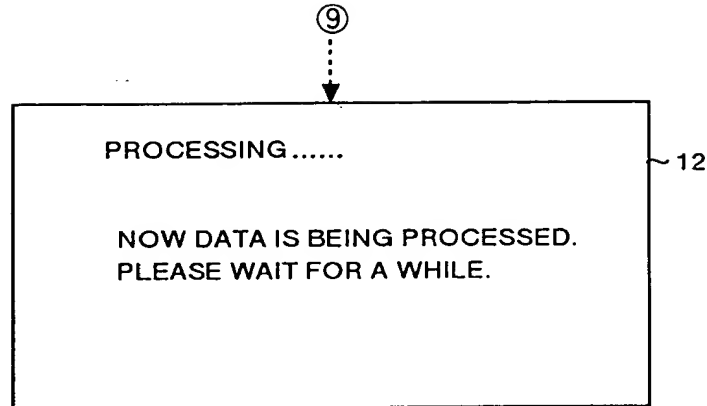 ⑨
PROCESSING......
12
NOW DATA IS BEING PROCESSED.
PLEASE WAIT FOR A WHILE.